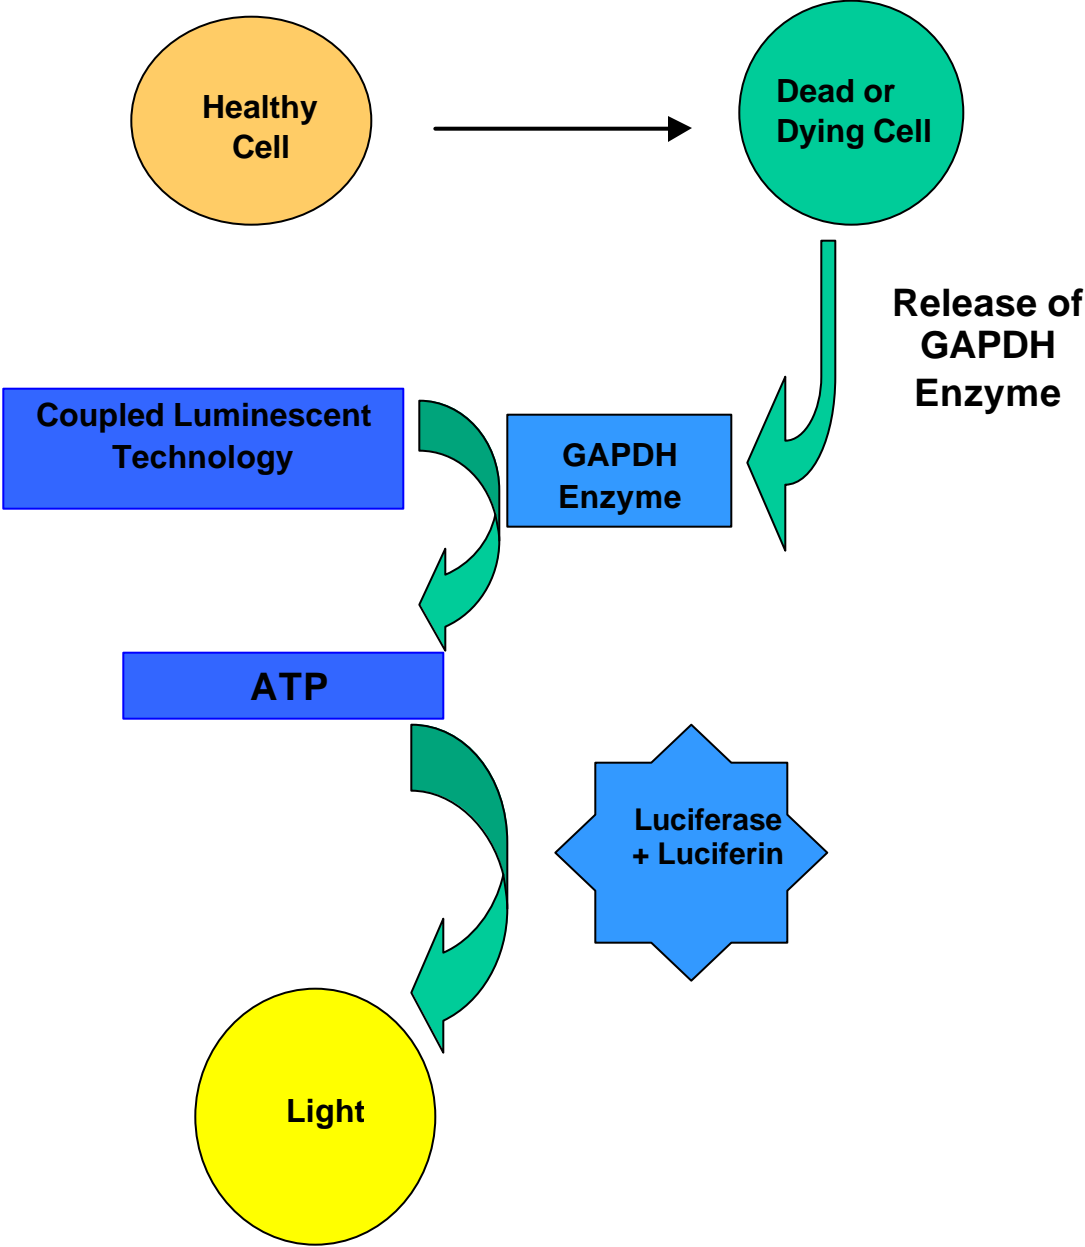 Healthy
Cell
Dead or
Dying Cell
Release of
GAPDH
Enzyme
Coupled Luminescent
Technology
GAPDH
Enzyme
ATP
Luciferase
+ Luciferin
Light